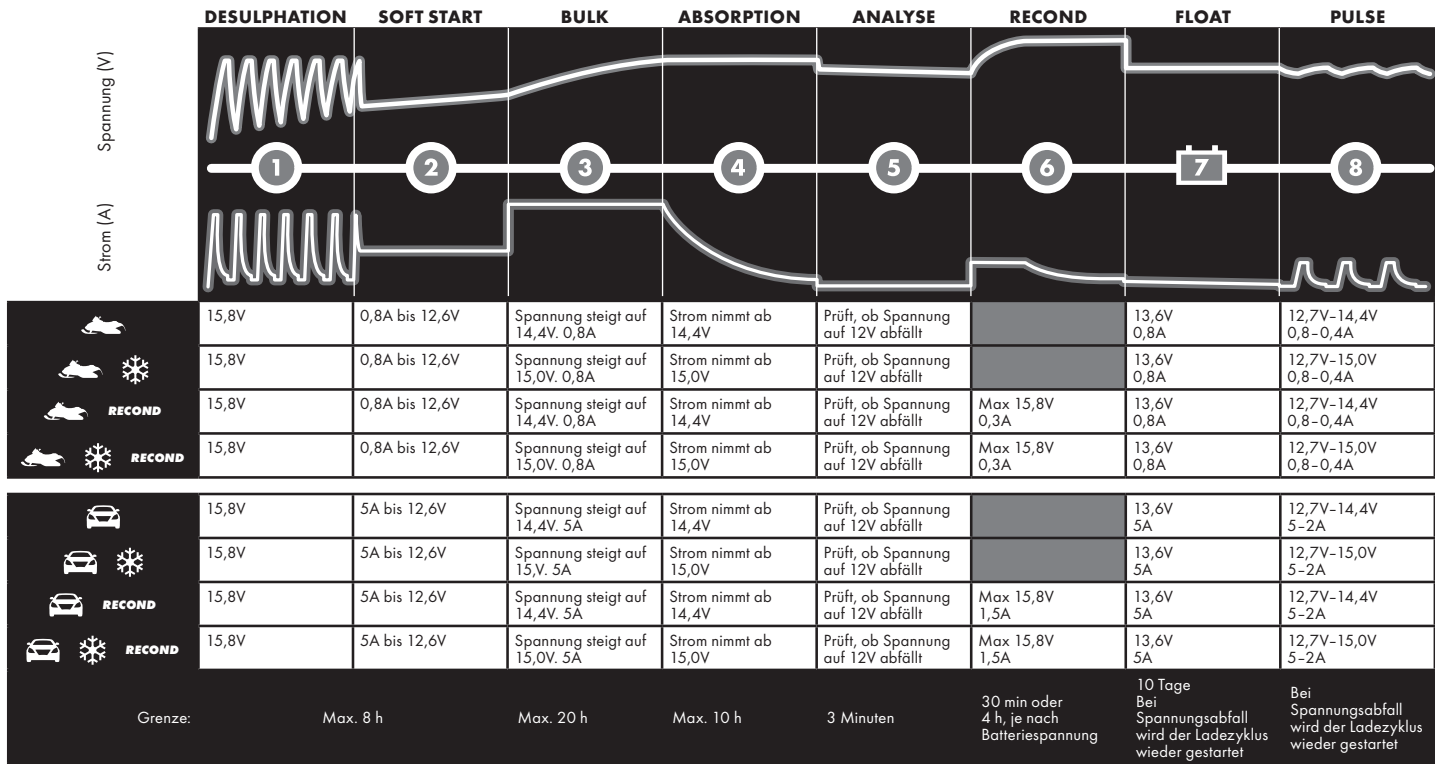 DESULPHATION SOFT START BULK ABSORPTION ANALYSE RECOND FLOAT PULSE
Spannung (V)
1 2 3 4 5 6 7 8
Strom (A)
15,8V 0,8A bis 12,6V Spannung steigt auf Strom nimmt ab Prüft, ob Spannung 13,6V 12,7V–14,4V
14,4V. 0,8A 14,4V auf 12V abfällt 0,8A 0,8–0,4A
15,8V 0,8A bis 12,6V Spannung steigt auf Strom nimmt ab Prüft, ob Spannung 13,6V 12,7V–15,0V
15,0V. 0,8A 15,0V auf 12V abfällt 0,8A 0,8–0,4A
RECOND 15,8V 0,8A bis 12,6V Spannung steigt auf Strom nimmt ab Prüft, ob Spannung Max 15,8V 13,6V 12,7V–14,4V
14,4V. 0,8A 14,4V auf 12V abfällt 0,3A 0,8A 0,8–0,4A
RECOND 15,8V 0,8A bis 12,6V Spannung steigt auf Strom nimmt ab Prüft, ob Spannung Max 15,8V 13,6V 12,7V–15,0V
15,0V. 0,8A 15,0V auf 12V abfällt 0,3A 0,8A 0,8–0,4A
15,8V 5A bis 12,6V Spannung steigt auf Strom nimmt ab Prüft, ob Spannung 13,6V 12,7V–14,4V
14,4V. 5A 14,4V auf 12V abfällt 5A 5–2A
15,8V 5A bis 12,6V Spannung steigt auf Strom nimmt ab Prüft, ob Spannung 13,6V 12,7V–15,0V
15,V. 5A 15,0V auf 12V abfällt 5A 5–2A
RECOND 15,8V 5A bis 12,6V Spannung steigt auf Strom nimmt ab Prüft, ob Spannung Max 15,8V 13,6V 12,7V–14,4V
14,4V. 5A 14,4V auf 12V abfällt 1,5A 5A 5–2A
RECOND 15,8V 5A bis 12,6V Spannung steigt auf Strom nimmt ab Prüft, ob Spannung Max 15,8V 13,6V 12,7V–15,0V
15,0V. 5A 15,0V auf 12V abfällt 1,5A 5A 5–2A
Grenze: Max. 8 h Max. 20 h Max. 10 h 3 Minuten
30 min oder
4 h, je nach
Batteriespannung
10 Tage
Bei
Spannungsabfall
wird der Ladezyklus
wieder gestartet
Bei
Spannungsabfall
wird der Ladezyklus
wieder gestartet